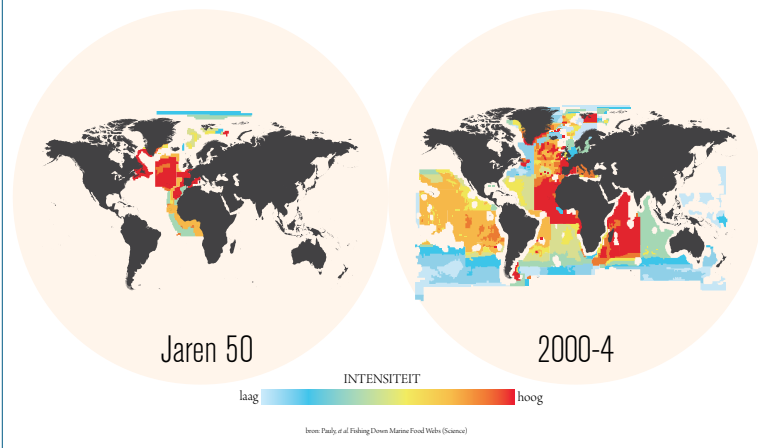 Jaren 50
2000-4
INTENSITEIT
laag
hoog
bron: Pauly, et al. Fishing Down Marine Food Webs (Science)